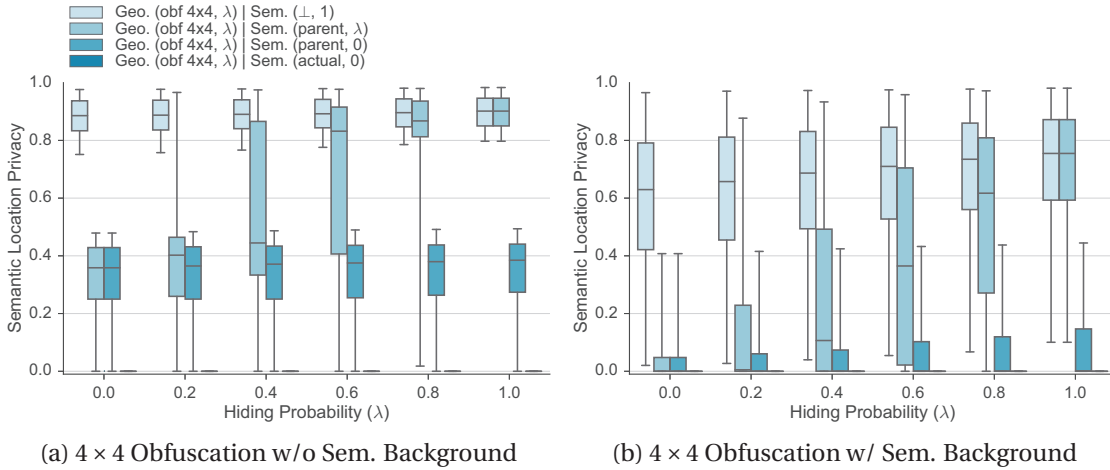 Geo. (obf 4x4, λ) | Sem. (⊥, 1)
Geo. (obf 4x4, λ) | Sem. (parent, λ)
Geo. (obf 4x4, λ) | Sem. (parent, 0)
Geo. (obf 4x4, λ) | Sem. (actual, 0)
Semantic Location Privacy
1.0
0.8
0.6
0.4
0.2
0.0
0.0 0.2 0.4 0.6 0.8 1.0
Hiding Probability (λ)
(a) 4 × 4 Obfuscation w/o Sem. Background
Semantic Location Privacy
1.0
0.8
0.6
0.4
0.2
0.0
0.0 0.2 0.4 0.6 0.8 1.0
Hiding Probability (λ)
(b) 4 × 4 Obfuscation w/ Sem. Background